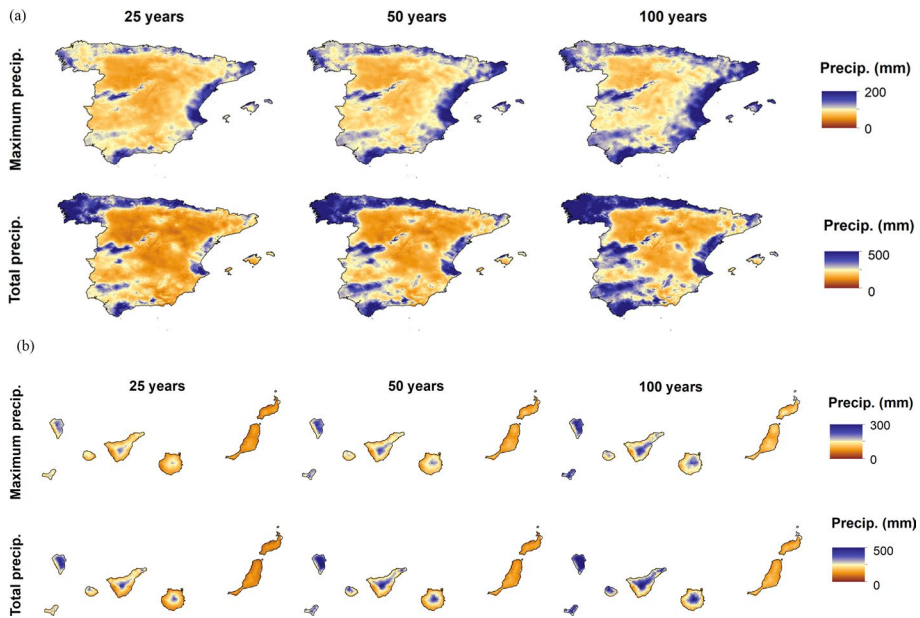 (a)
25 years
50 years
100 years
Maximum precip.
Precip. (mm)
200
0
Total precip.
Precip. (mm)
500
0
(b)
25 years
50 years
100 years
Maximum precip.
Precip. (mm)
300
0
Total precip.
Precip. (mm)
500
0